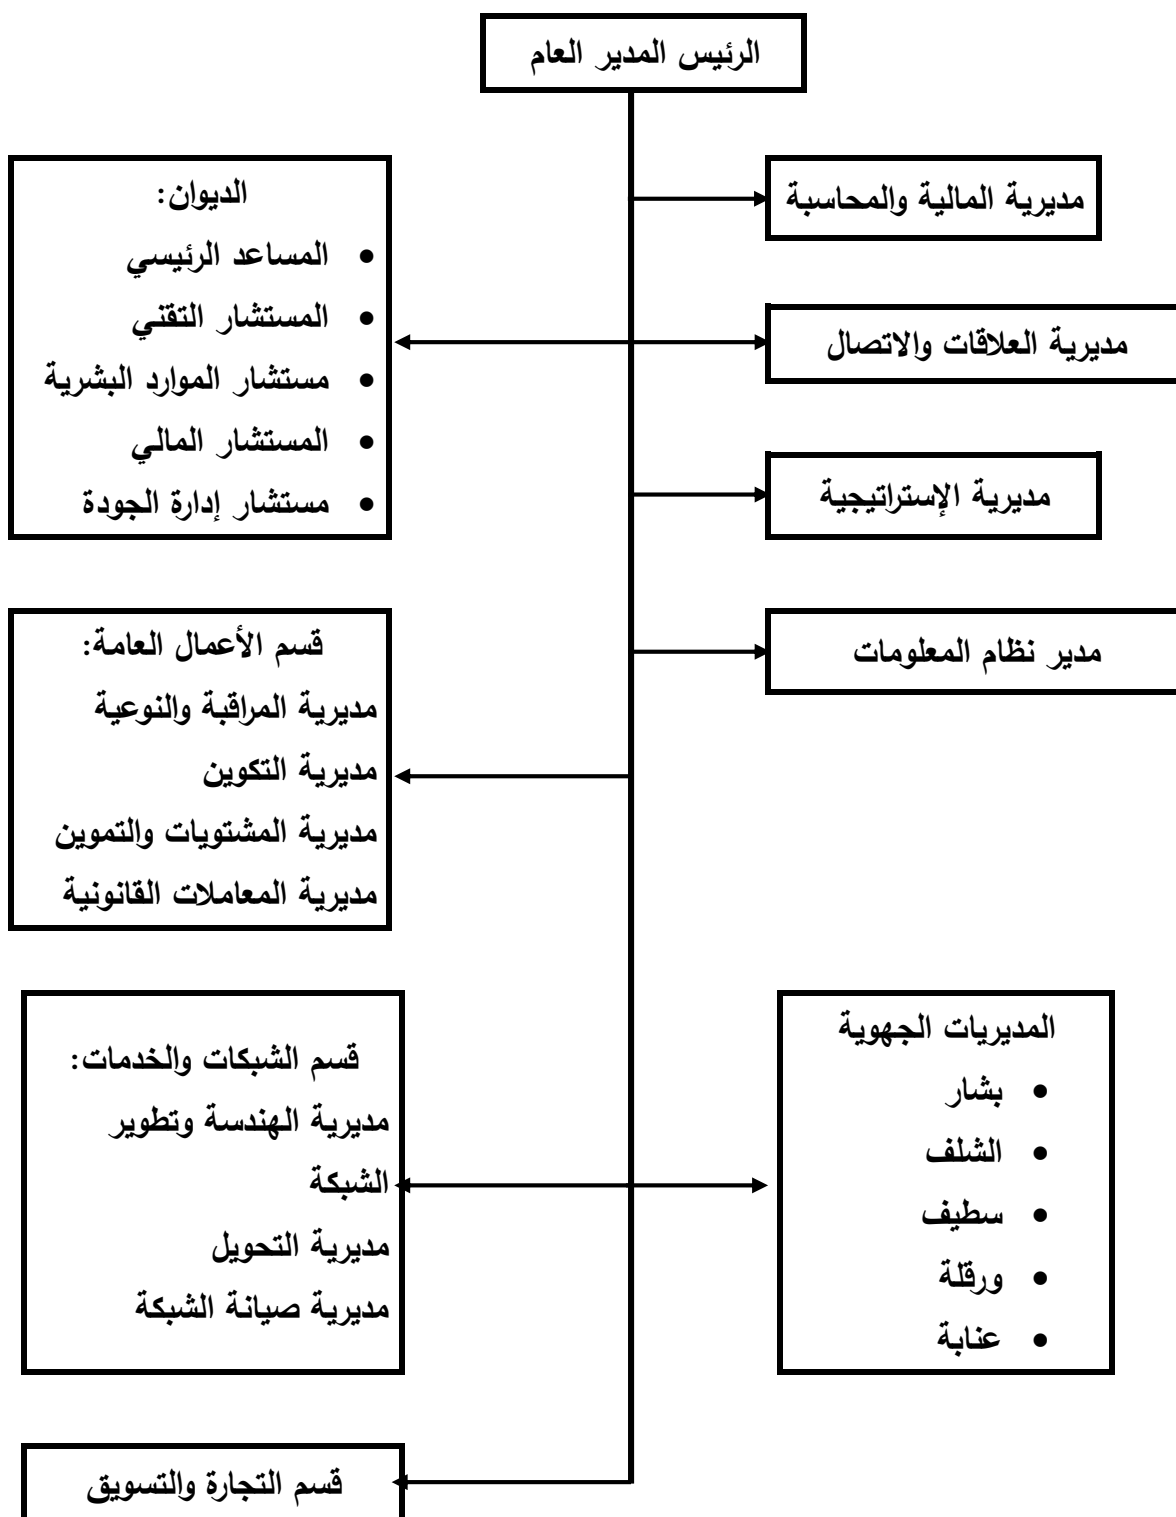 الرئيس المدير العام
مديرية المالية والمحاسبة
الديوان:
• المساعد الرئيسي
• المستشار التقني
• مستشار الموارد البشرية
• المستشار المالي
• مستشار إدارة الجودة
مديرية العلاقات والاتصال
مديرية الإستراتيجية
مدير نظام المعلومات
قسم الأعمال العامة:
مديرية المراقبة والنوعية
مديرية التكوين
مديرية المشتويات والتموين
مديرية المعاملات القانونية
المديريات الجهوية
• بشار
• الشلف
• سطيف
• ورقلة
• عنابة
قسم الشبكات والخدمات:
مديرية الهندسة وتطوير
الشبكة
مديرية التحويل
مديرية صيانة الشبكة
قسم التجارة والتسويق